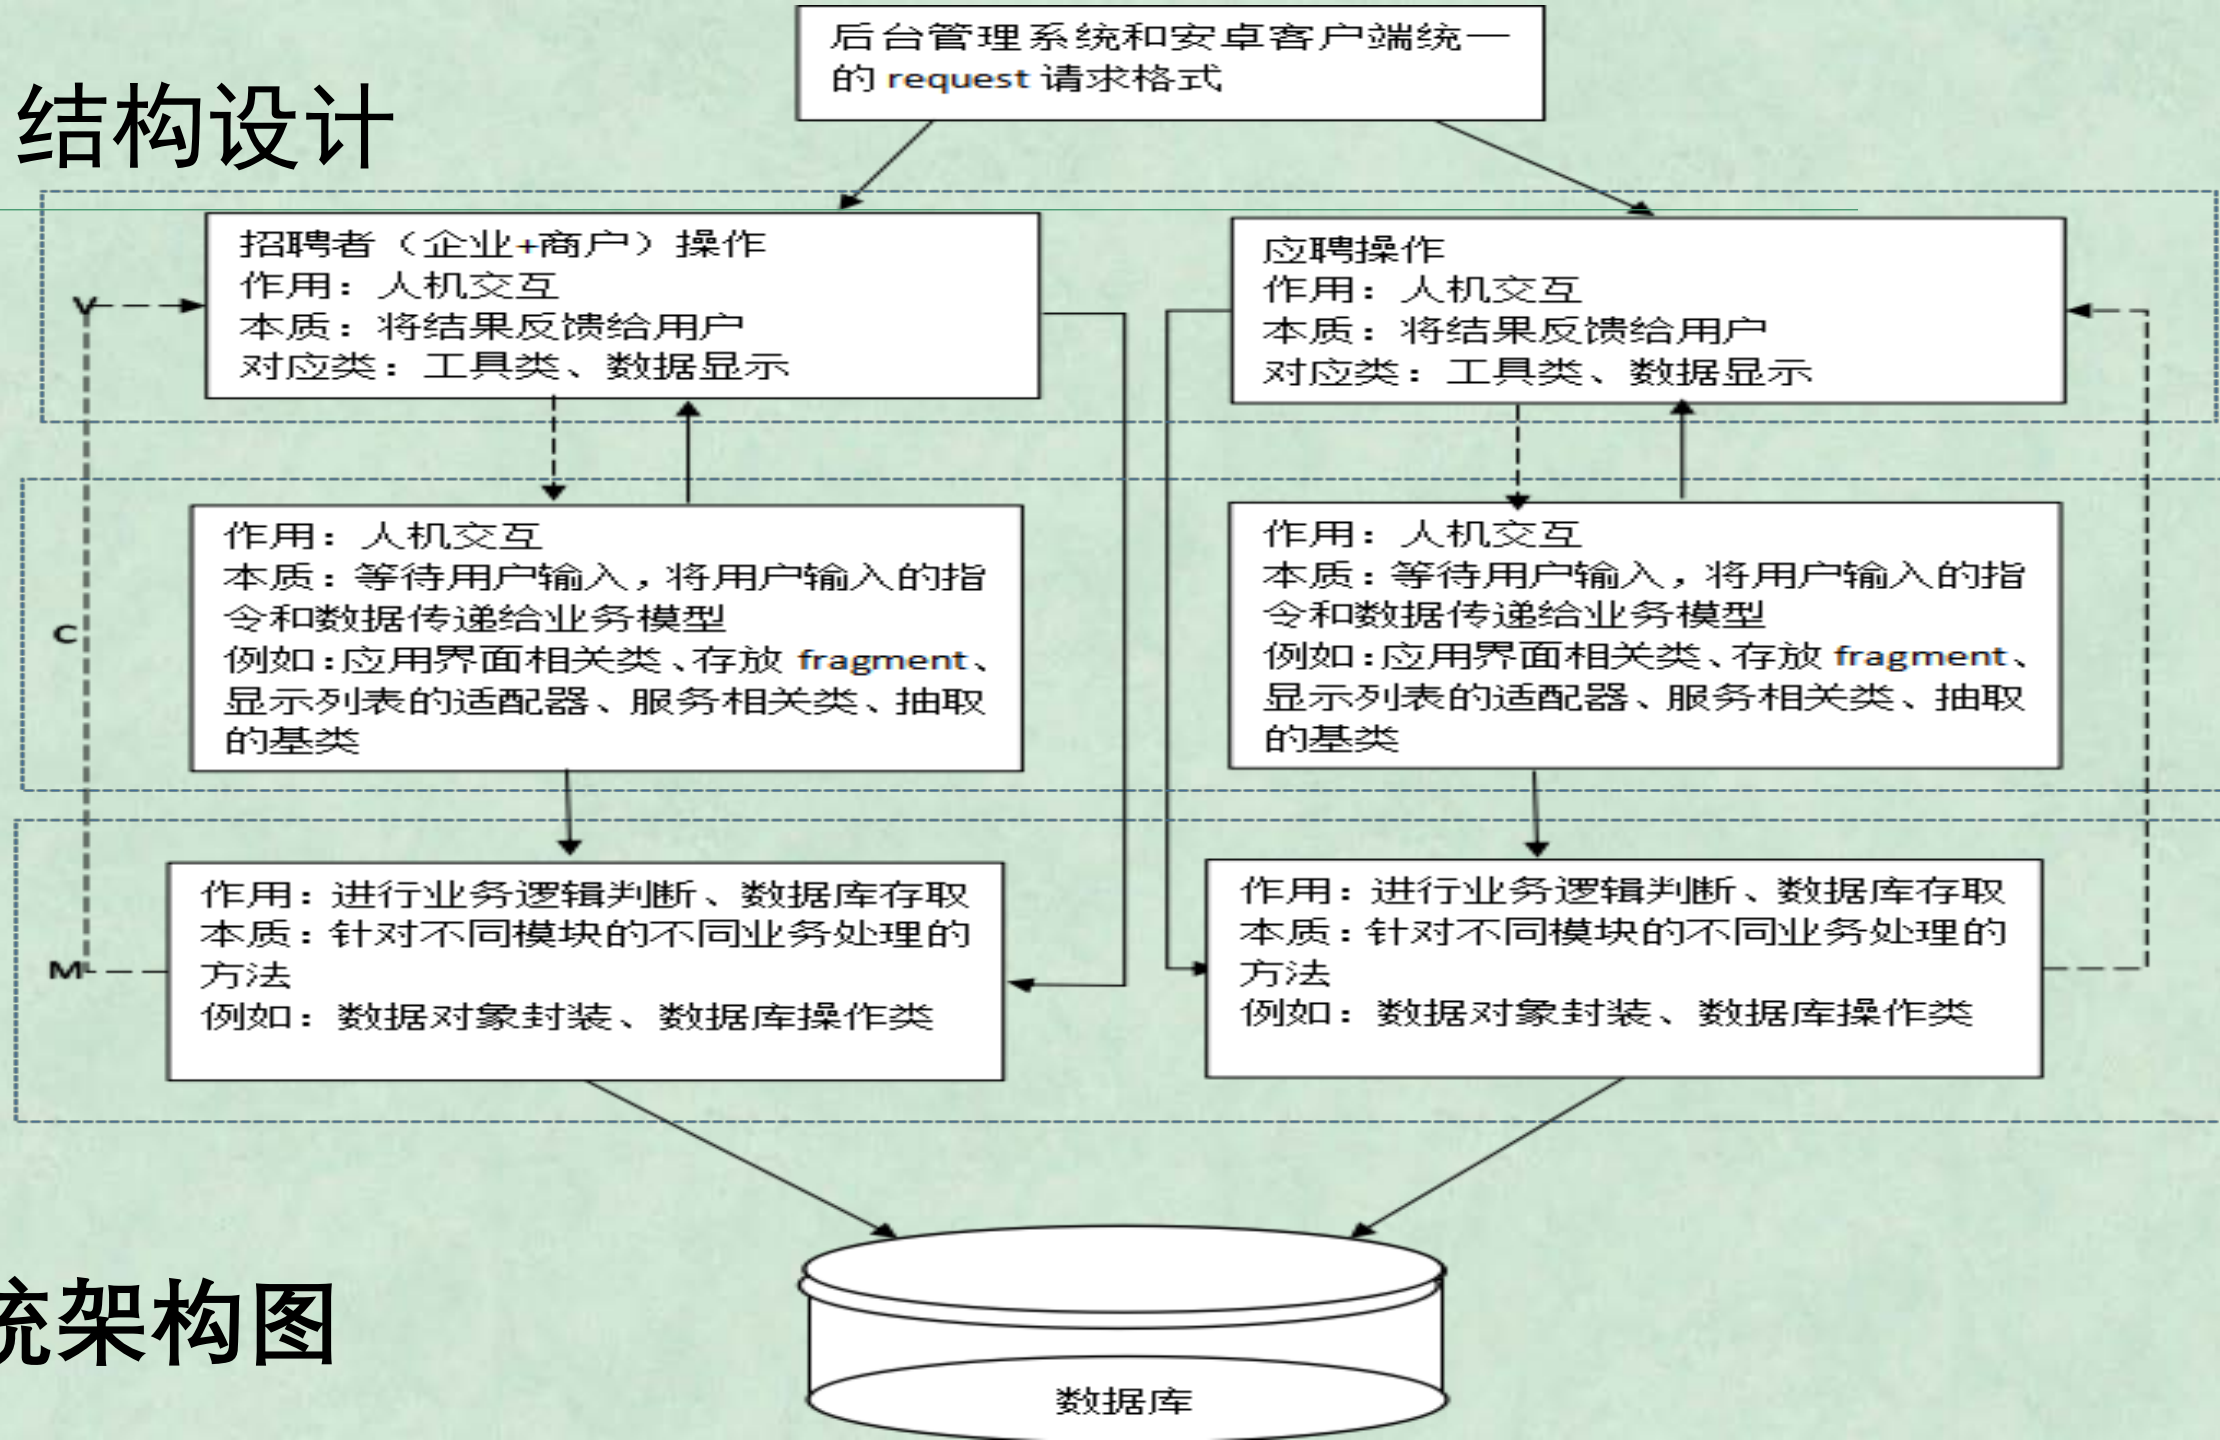 结构设计
后台管理系统和安卓客户端统一
的 request 请求格式
V
招聘者（企业+商户）操作
作用：人机交互
本质：将结果反馈给用户
对应类：工具类、数据显示
应聘操作
作用：人机交互
本质：将结果反馈给用户
对应类：工具类、数据显示
C
作用：人机交互
本质：等待用户输入，将用户输入的指
令和数据传递给业务模型
例如：应用界面相关类、存放 fragment、
显示列表的适配器、服务相关类、抽取
的基类
作用：人机交互
本质：等待用户输入，将用户输入的指
令和数据传递给业务模型
例如：应用界面相关类、存放 fragment、
显示列表的适配器、服务相关类、抽取
的基类
M
作用：进行业务逻辑判断、数据库存取
本质：针对不同模块的不同业务处理的
方法
例如：数据对象封装、数据库操作类
作用：进行业务逻辑判断、数据库存取
本质：针对不同模块的不同业务处理的
方法
例如：数据对象封装、数据库操作类
统架构图
数据库